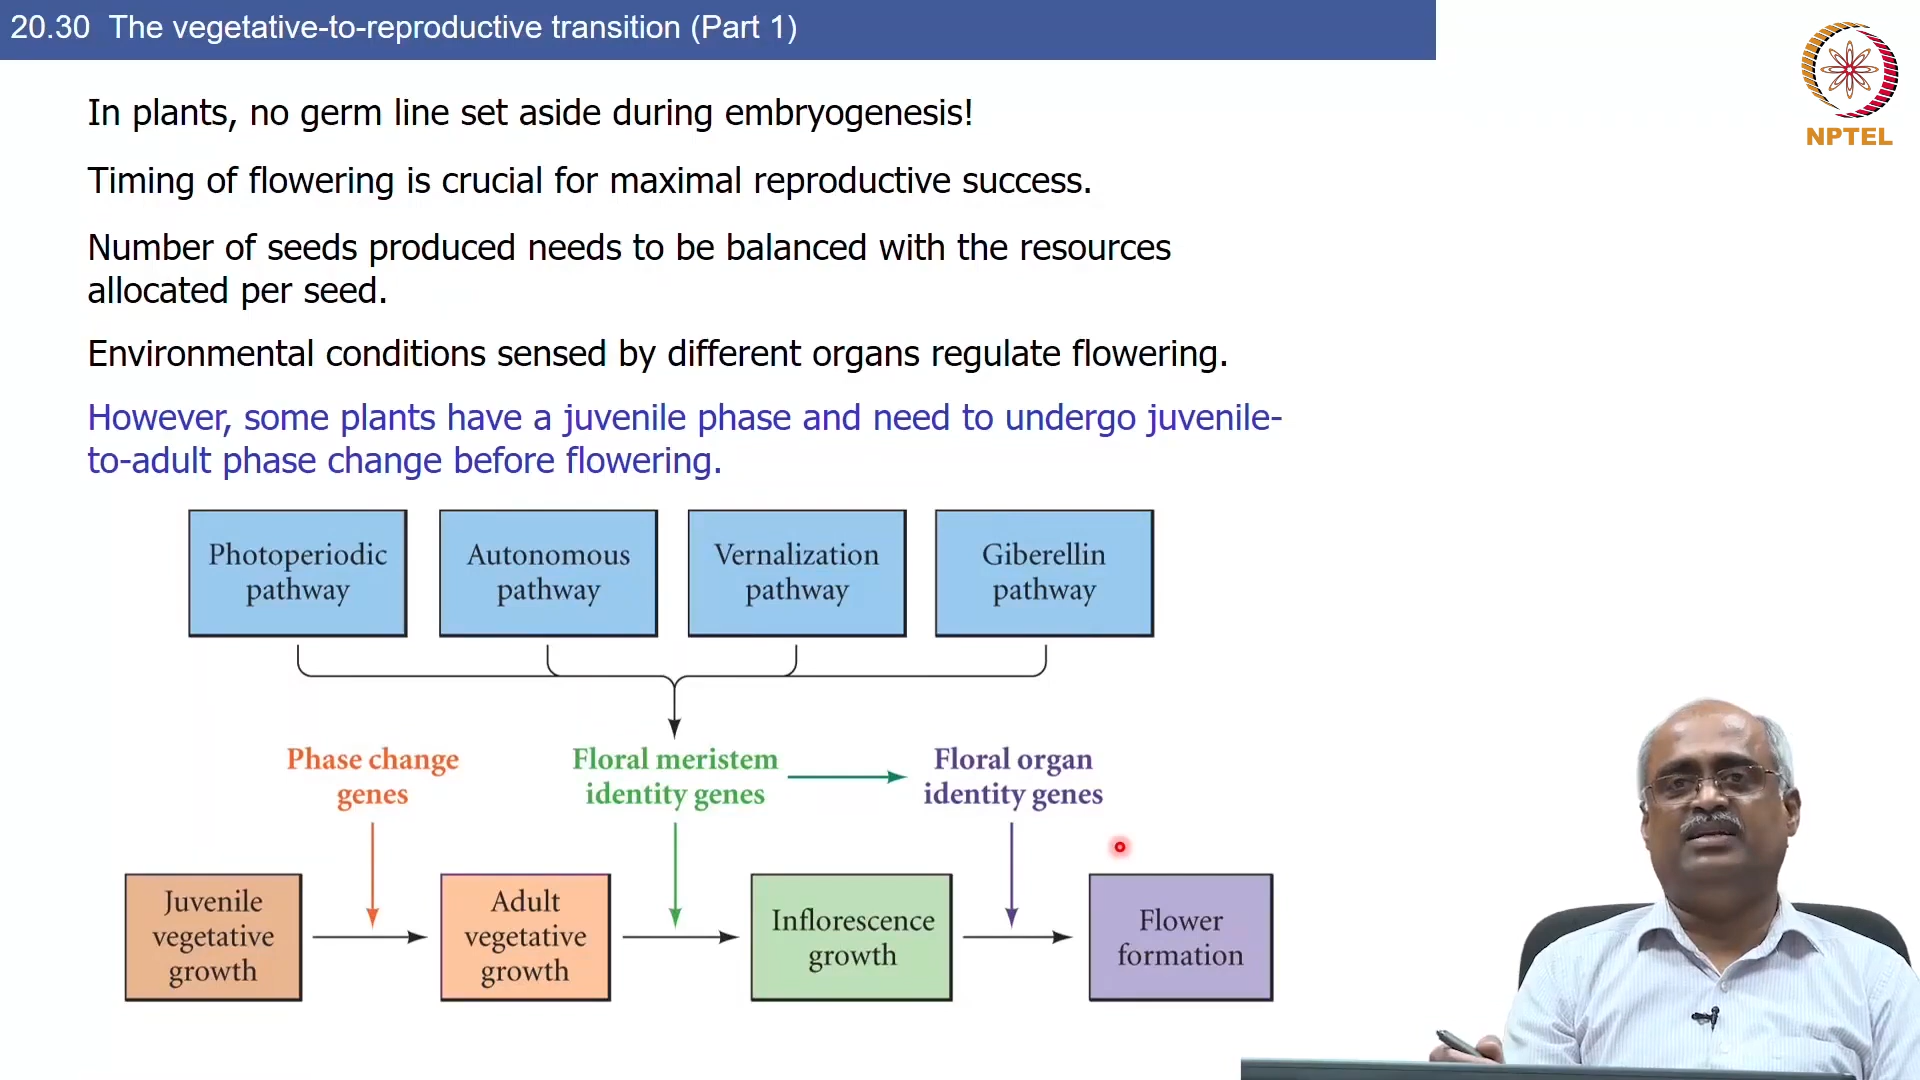 20.30 The vegetative-to-reproductive transition (Part 1)
NPTEL
In plants, no germ line set aside during embryogenesis!
Timing of flowering is crucial for maximal reproductive success.
Number of seeds produced needs to be balanced with the resources
allocated per seed.
Environmental conditions sensed by different organs regulate flowering.
However, some plants have a juvenile phase and need to undergo juvenile-
to-adult phase change before flowering.
Photoperiodic
pathway
Autonomous
pathway
Vernalization
pathway
Giberellin
pathway
Phase change
genes
Floral meristem
identity genes
Floral organ
identity genes
Juvenile
vegetative
growth
Adult
vegetative
growth
Inflorescence
growth
Flower
formation